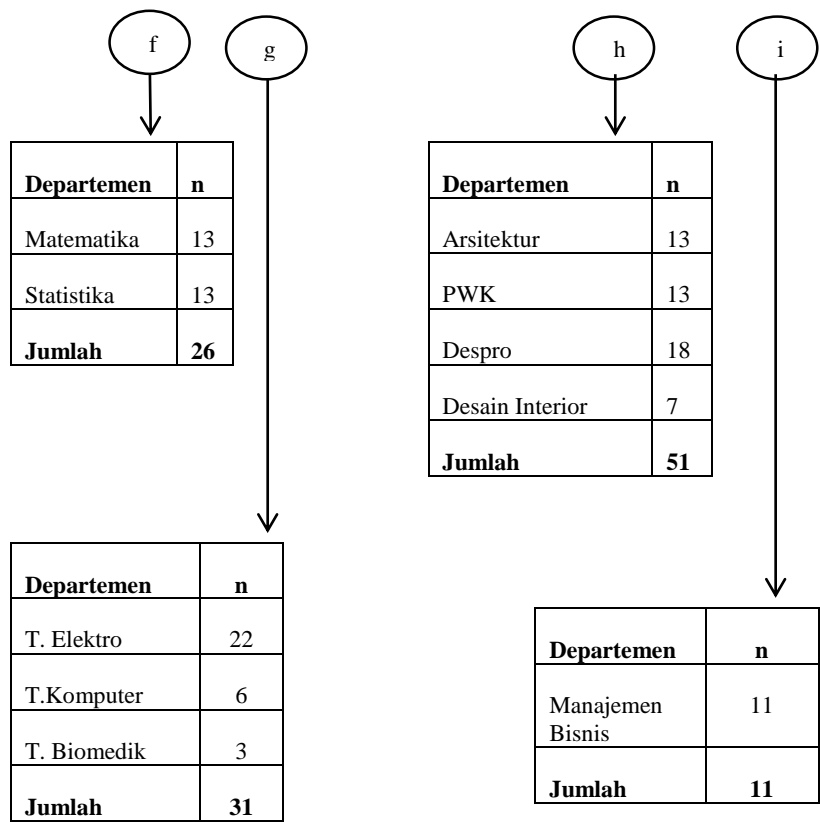 f
g
h
i
Departemen n
Matematika 13
Statistika 13
Jumlah 26
Departemen n
Arsitektur 13
PWK 13
Despro 18
Desain Interior 7
Jumlah 51
Departemen n
T. Elektro 22
T.Komputer 6
T. Biomedik 3
Jumlah 31
Departemen n
Manajemen 11
Bisnis
Jumlah 11